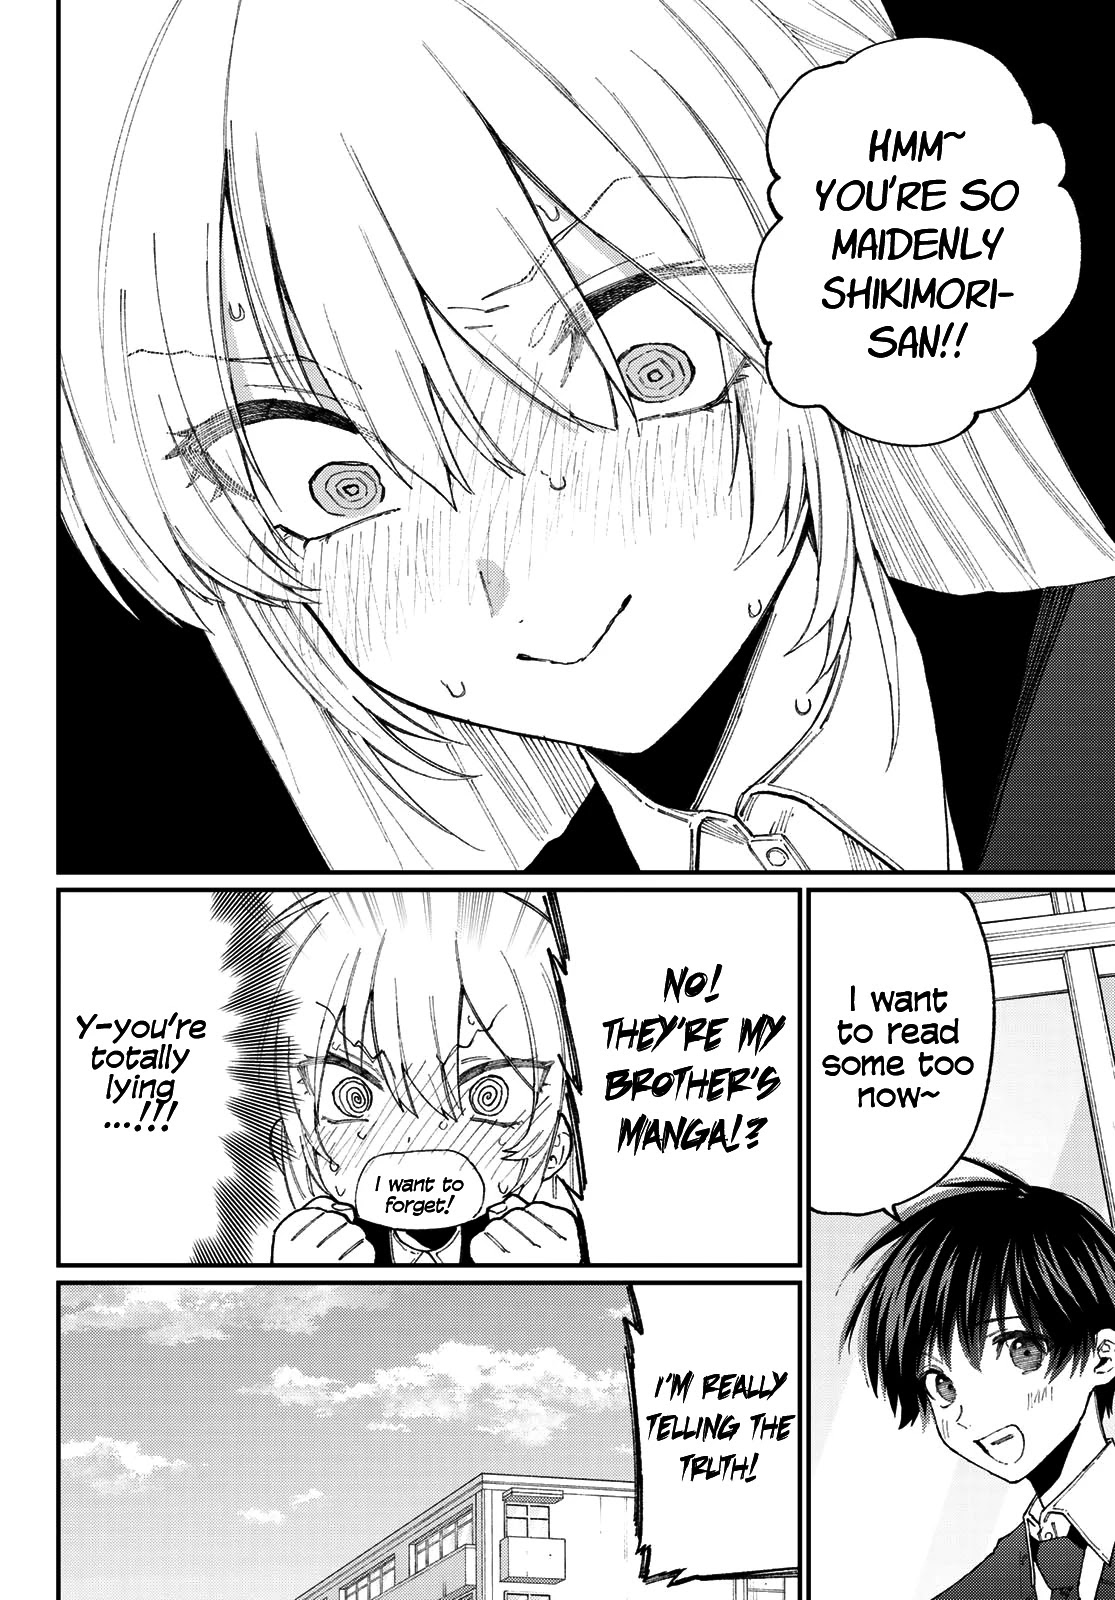 HMM~
YOU'RE SO
MAIDENLY
SHIKIMORI-
SAN!!
I want
to read
some too
now~
NO!
THEY'RE MY
BROTHER'S
MANGA!?
I want to
forget!
Y-you're
totally
lying
...!!!
I'M REALLY
TELLING THE
TRUTH!